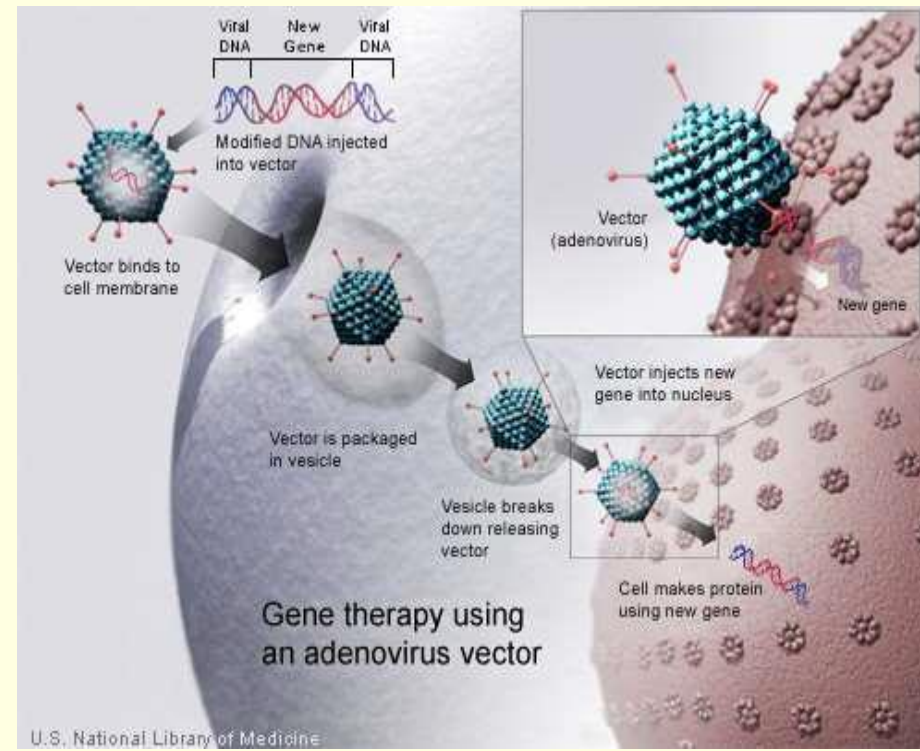 Viral
DNA
New
Gene
Viral
DNA
Modified DNA injected
into vector
Vector binds to
cell membrane
Vector
(adenovirus)
New gene
Vector injects new
gene into nucleus
Vector is packaged
in vesicle
Vesicle breaks
down releasing
vector
Cell makes protein
using new gene
Gene therapy using
an adenovirus vector
U.S. National Library of Medicine